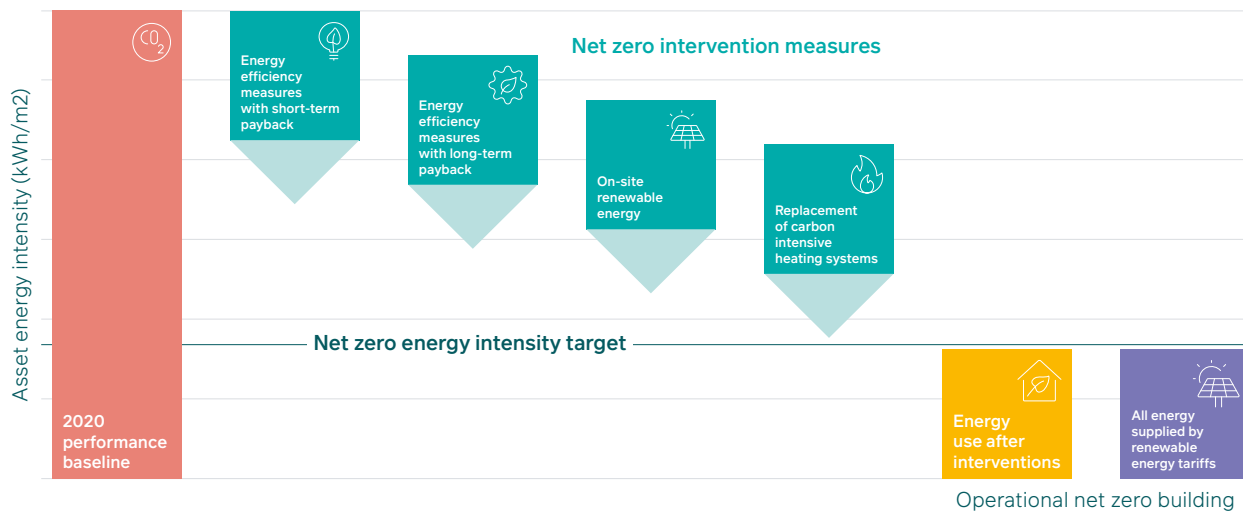 Asset energy intensity (kWh/m2)
CO2
2020
performance
baseline
Energy
efficiency
measures
with short-term
payback
Net zero intervention measures
Energy
efficiency
measures
with long-term
payback
On-site
renewable
energy
Replacement
of carbon
intensive
heating systems
Net zero energy intensity target
Energy
use after
interventions
All energy
supplied by
renewable
energy tariffs
Operational net zero building